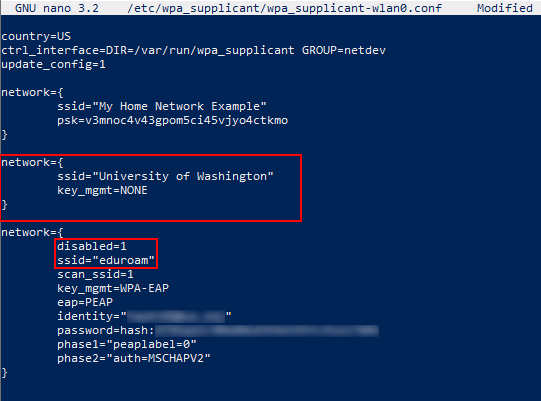 GNU nano 3.2 /etc/wpa_supplicant/wpa_supplicant-wlan0.conf Modified
country=US
ctrl_interface=DIR=/var/run/wpa_supplicant GROUP=netdev
update_config=1
network={
ssid="My Home Network Example"
psk=v3mnoc4v43gpom5ci45vjyo4ctkmo
}
network={
ssid="University of Washington"
key_mgmt=NONE
}
network={
disabled=1
ssid="eduroam"
scan_ssid=1
key_mgmt=WPA-EAP
eap=PEAP
identity=" "
password=hash:
phase1="peaplabel=0"
phase2="auth=MSCHAPV2"
}